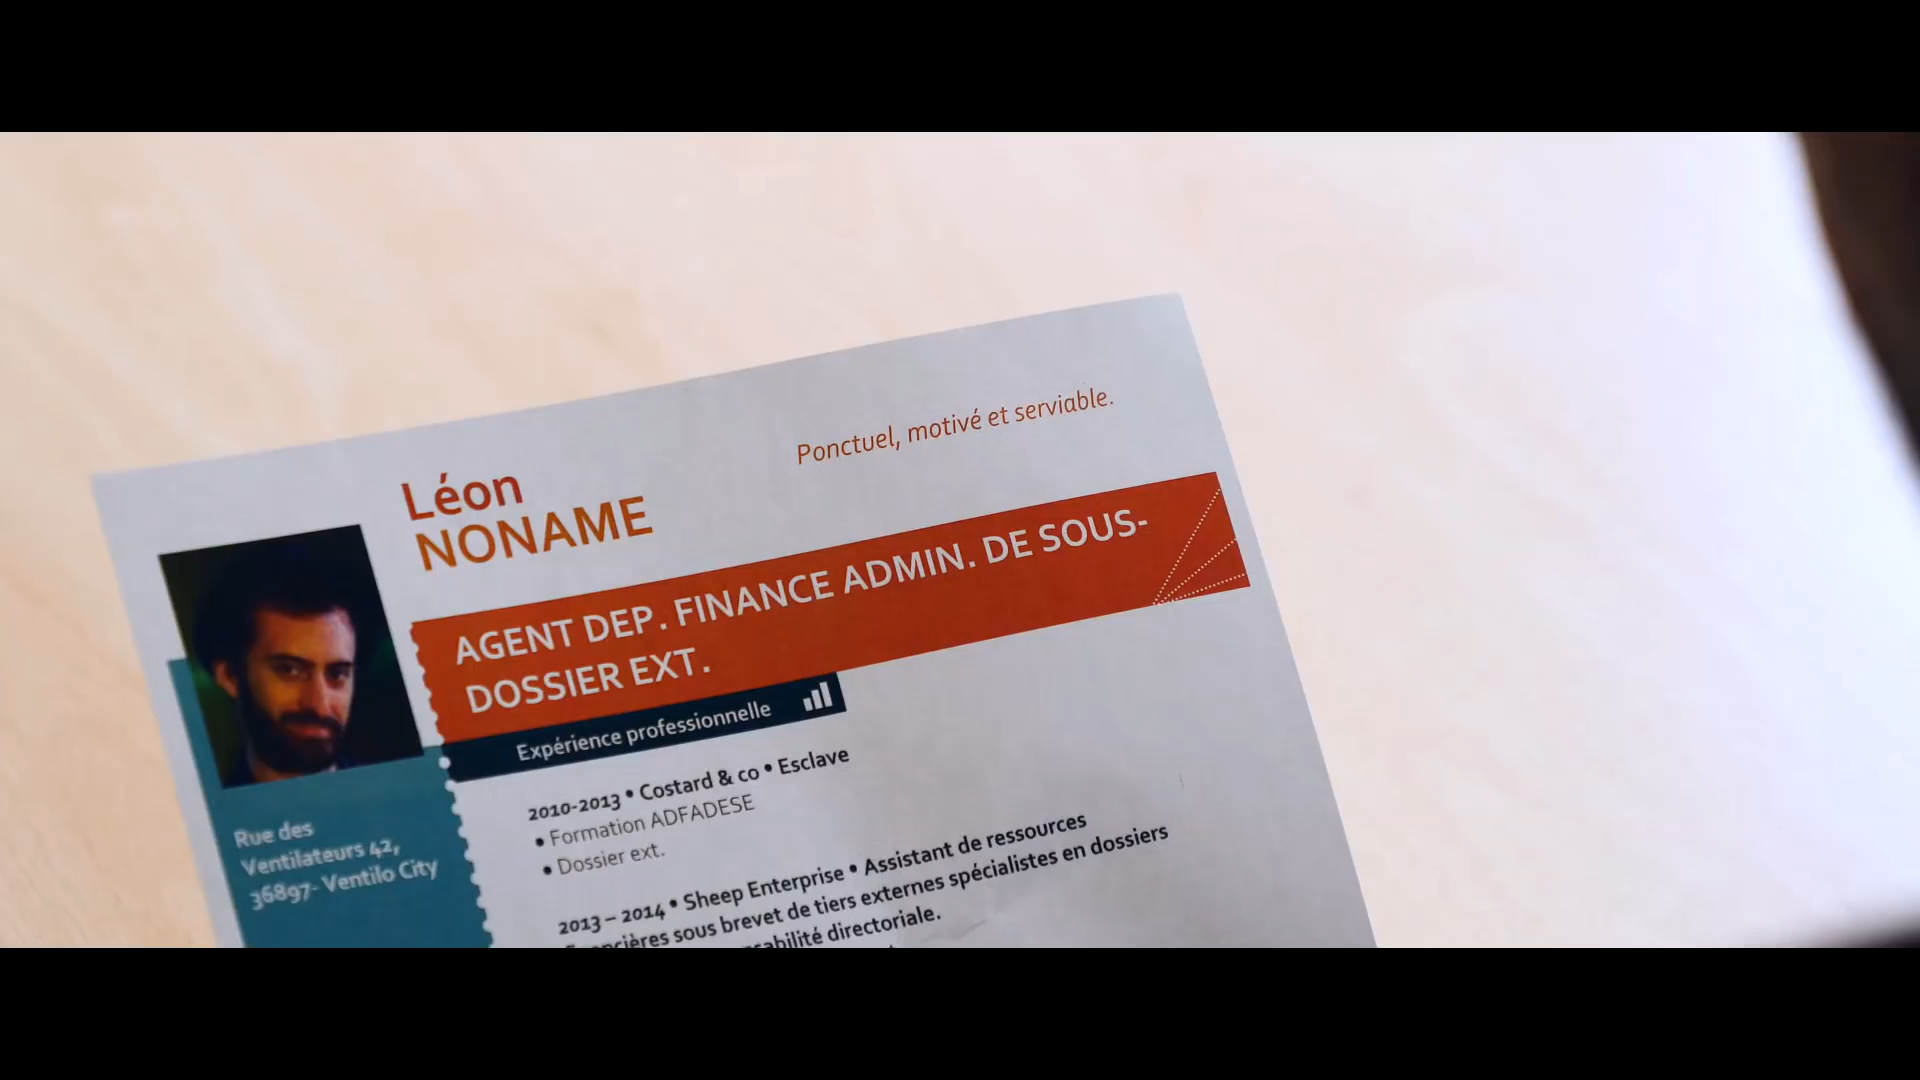 Ponctuel, motivé et serviable.
Léon
NONAME
AGENT DEP. FINANCE ADMIN. DE SOUS-
DOSSIER EXT.
Expérience professionnelle
2010-2013 • Costard & co • Esclave
• Formation ADFADESE
• Dossier ext.
2013 – 2014 • Sheep Enterprise • Assistant de ressources
sous brevet de tiers externes spécialistes en dossiers
directoriale.
Rue des
Ventilateurs 42,
36897- Ventilo City